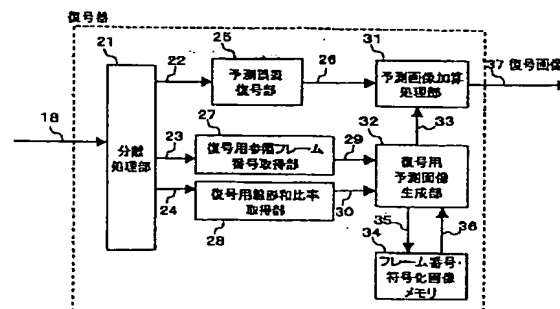 復号器
21
分散
処理部
18
22
23
24
25
予測誤差
復号部
26
27
復号用参照フレーム
番号取得部
29
復号用線形和比率
取得部
28
30
31
予測画像加算
処理部
37 復号画像
33
32
復号用
予測画像
生成部
35
36
34
フレーム番号・
符号化画像
メモリ